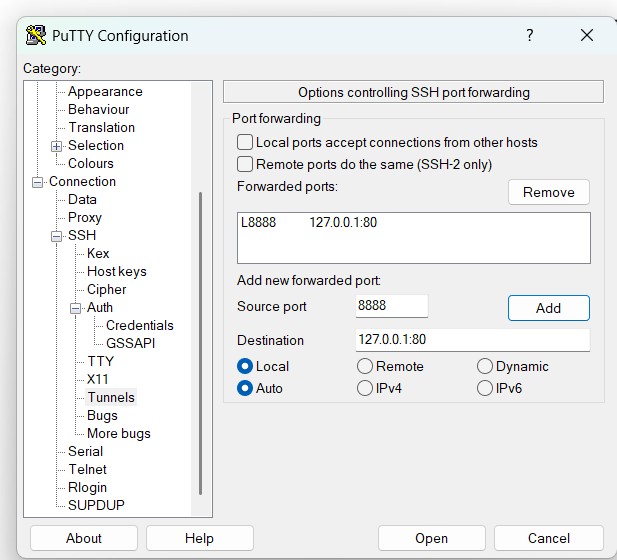 PuTTY Configuration
?
Category:
Appearance
Behaviour
Translation
Selection
Colours
Connection
Data
Proxy
SSH
Kex
Host keys
Cipher
Auth
Credentials
GSSAPI
TTY
X11
Tunnels
Bugs
More bugs
Serial
Telnet
Rlogin
SUPDUP
Options controlling SSH port forwarding
Port forwarding
Local ports accept connections from other hosts
Remote ports do the same (SSH-2 only)
Forwarded ports:
Remove
L8888 127.0.0.1:80
Add new forwarded port:
Source port 8888 Add
Destination 127.0.0.1:80
Local Remote Dynamic
Auto IPv4 IPv6
About Help Open Cancel